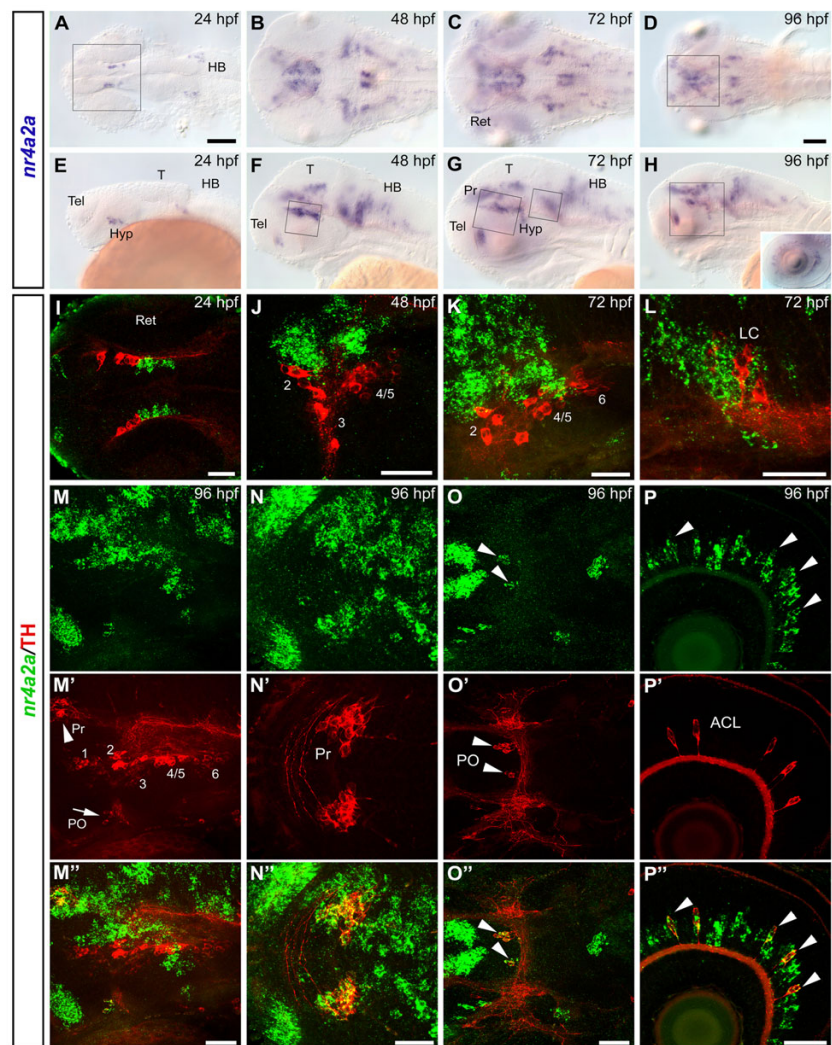 nr4a2a
A 24 hpf HB
B 48 hpf
C 72 hpf Ret
D 96 hpf
E 24 hpf T HB Tel Hyp
F 48 hpf T HB Tel
G 72 hpf T HB Pr Tel Hyp
H 96 hpf
nr4a2a/TH
I 24 hpf Ret
J 48 hpf 2 4/5 3
K 72 hpf 6 4/5 2
L 72 hpf LC
M 96 hpf
N 96 hpf
O 96 hpf
P 96 hpf
M' Pr 1 2 3 4/5 6 PO
N' Pr
O' PO
P' ACL
M''
N''
O''
P''